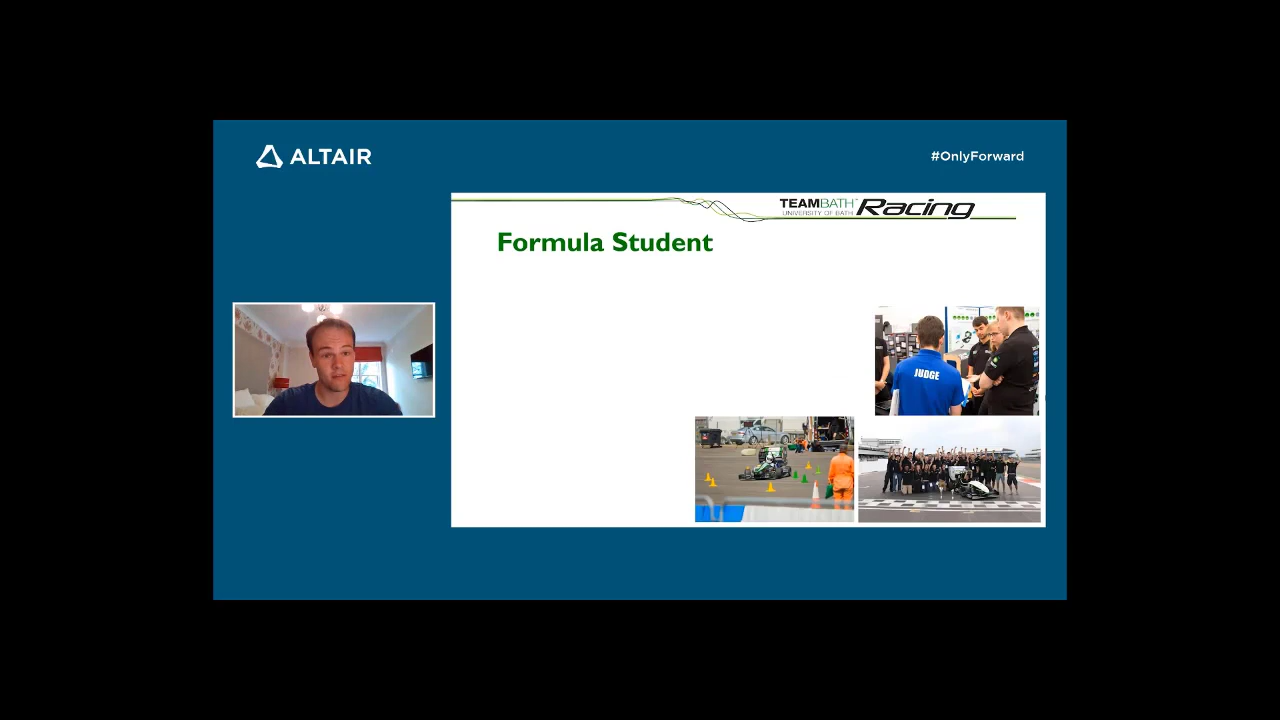 ALTAIR
#OnlyForward
TEAMBATH Racing
UNIVERSITY OF BATH
Formula Student
JUDGE